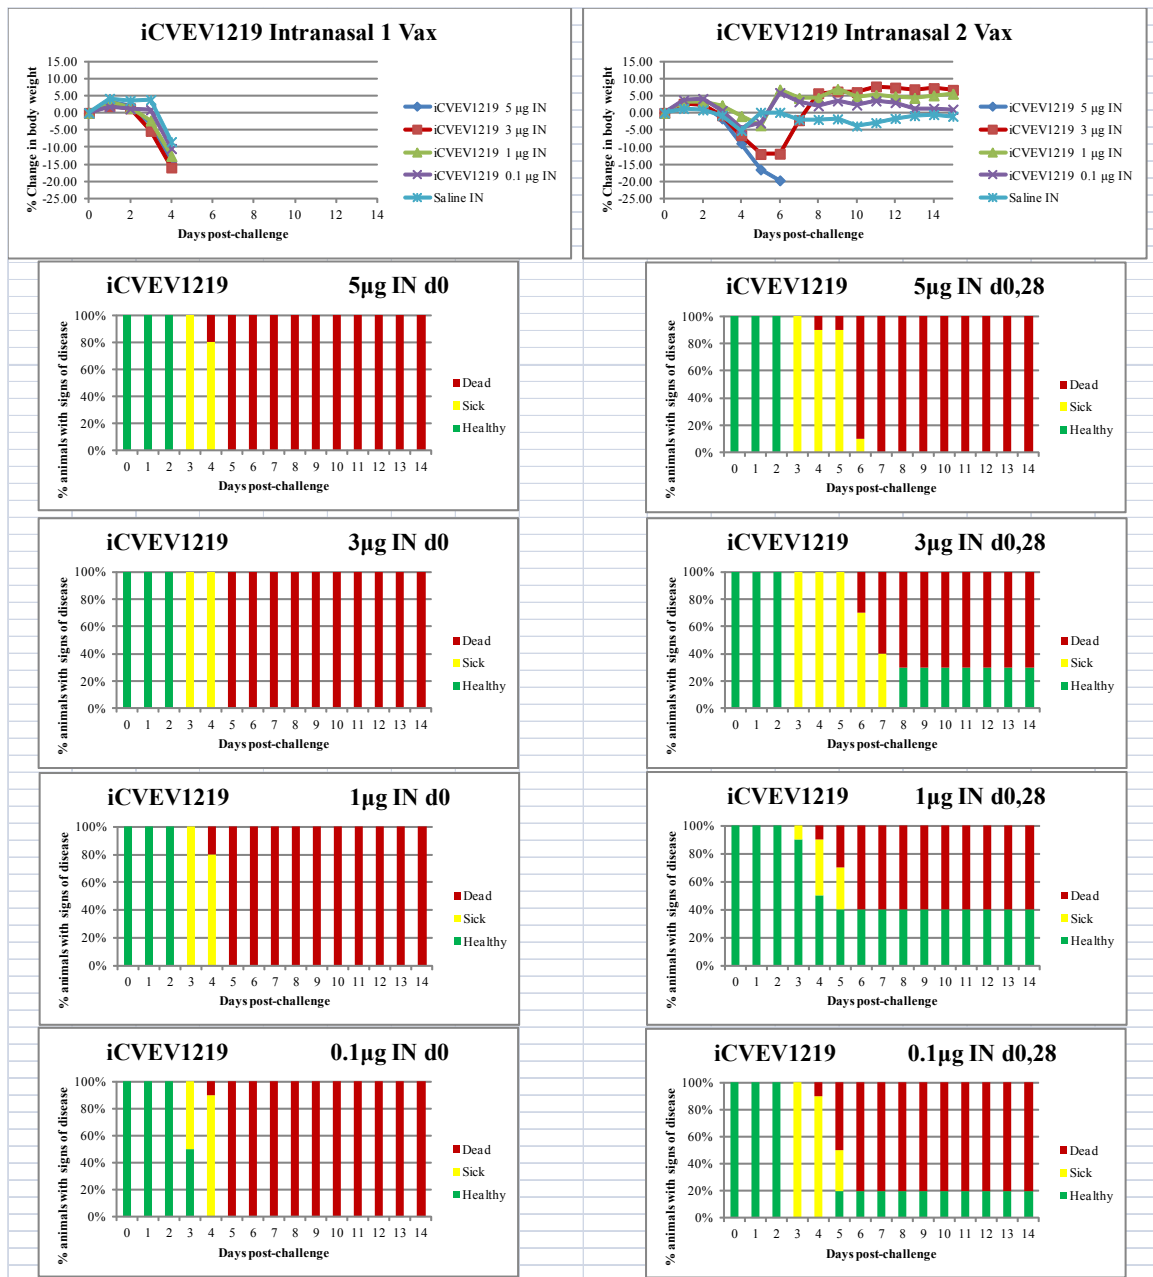 iCVEV1219 Intranasal 1 Vax
% Change in body weight
15.00
10.00
5.00
0.00
-5.00
-10.00
-15.00
-20.00
-25.00
0 2 4 6 8 10 12 14
Days post-challenge
iCVEV1219 5 µg IN
iCVEV1219 3 µg IN
iCVEV1219 1 µg IN
iCVEV1219 0.1 µg IN
Saline IN
iCVEV1219 Intranasal 2 Vax
% Change in body weight
15.00
10.00
5.00
0.00
-5.00
-10.00
-15.00
-20.00
-25.00
0 2 4 6 8 10 12 14
Days post-challenge
iCVEV1219 5 µg IN
iCVEV1219 3 µg IN
iCVEV1219 1 µg IN
iCVEV1219 0.1 µg IN
Saline IN
iCVEV1219 5µg IN d0
% animals with signs of disease
100%
80%
60%
40%
20%
0%
0 1 2 3 4 5 6 7 8 9 10 11 12 13 14
Days post-challenge
Dead
Sick
Healthy
iCVEV1219 5µg IN d0,28
% animals with signs of disease
100%
80%
60%
40%
20%
0%
0 1 2 3 4 5 6 7 8 9 10 11 12 13 14
Days post-challenge
Dead
Sick
Healthy
iCVEV1219 3µg IN d0
% animals with signs of disease
100%
80%
60%
40%
20%
0%
0 1 2 3 4 5 6 7 8 9 10 11 12 13 14
Days post-challenge
Dead
Sick
Healthy
iCVEV1219 3µg IN d0,28
% animals with signs of disease
100%
80%
60%
40%
20%
0%
0 1 2 3 4 5 6 7 8 9 10 11 12 13 14
Days post-challenge
Dead
Sick
Healthy
iCVEV1219 1µg IN d0
% animals with signs of disease
100%
80%
60%
40%
20%
0%
0 1 2 3 4 5 6 7 8 9 10 11 12 13 14
Days post-challenge
Dead
Sick
Healthy
iCVEV1219 1µg IN d0,28
% animals with signs of disease
100%
80%
60%
40%
20%
0%
0 1 2 3 4 5 6 7 8 9 10 11 12 13 14
Days post-challenge
Dead
Sick
Healthy
iCVEV1219 0.1µg IN d0
% animals with signs of disease
100%
80%
60%
40%
20%
0%
0 1 2 3 4 5 6 7 8 9 10 11 12 13 14
Days post-challenge
Dead
Sick
Healthy
iCVEV1219 0.1µg IN d0,28
% animals with signs of disease
100%
80%
60%
40%
20%
0%
0 1 2 3 4 5 6 7 8 9 10 11 12 13 14
Days post-challenge
Dead
Sick
Healthy